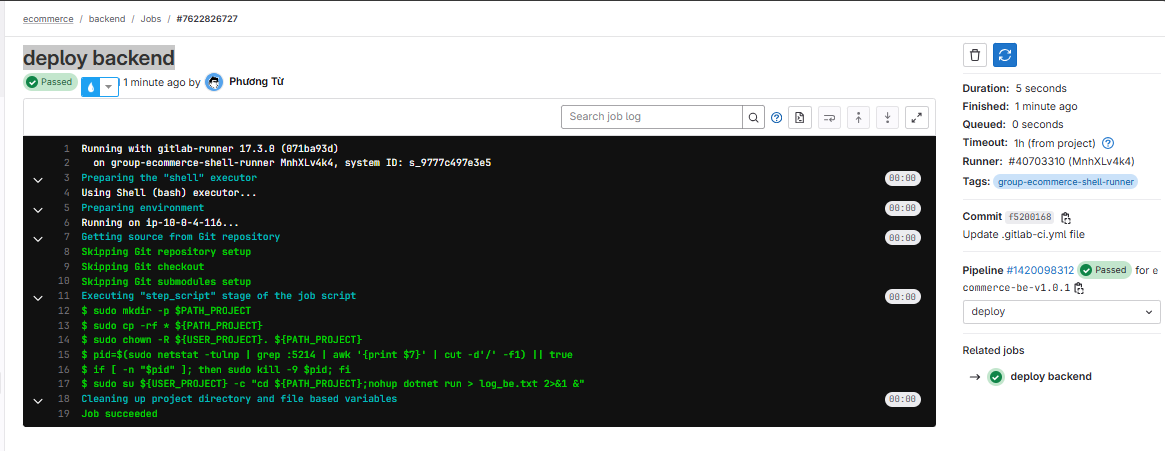 ecommerce / backend / Jobs / #7622826727
deploy backend
Passed 1 minute ago by Phương Từ
Search job log
1 Running with gitlab-runner 17.3.0 (071ba93d)
2 on group-ecommerce-shell-runner MnhXLv4k4, system ID: s_9777c497e3e5
3 Preparing the "shell" executor 00:00
4 Using Shell (bash) executor...
5 Preparing environment 00:00
6 Running on ip-10-0-4-116...
7 Getting source from Git repository 00:00
8 Skipping Git repository setup
9 Skipping Git checkout
10 Skipping Git submodules setup
11 Executing "step_script" stage of the job script 00:00
12 $ sudo mkdir -p $PATH_PROJECT
13 $ sudo cp -rf * ${PATH_PROJECT}
14 $ sudo chown -R ${USER_PROJECT}. ${PATH_PROJECT}
15 $ pid=$(sudo netstat -tulnp | grep :5214 | awk '{print $7}' | cut -d'/' -f1) || true
16 $ if [ -n "$pid" ]; then sudo kill -9 $pid; fi
17 $ sudo su ${USER_PROJECT} -c "cd ${PATH_PROJECT};nohup dotnet run > log_be.txt 2>&1 &"
18 Cleaning up project directory and file based variables 00:00
19 Job succeeded
Duration: 5 seconds
Finished: 1 minute ago
Queued: 0 seconds
Timeout: 1h (from project)
Runner: #40703310 (MnhXLv4k4)
Tags: group-ecommerce-shell-runner
Commit f5200168
Update .gitlab-ci.yml file
Pipeline #1420098312 Passed for e
commerce-be-v1.0.1
deploy
Related jobs
→ deploy backend